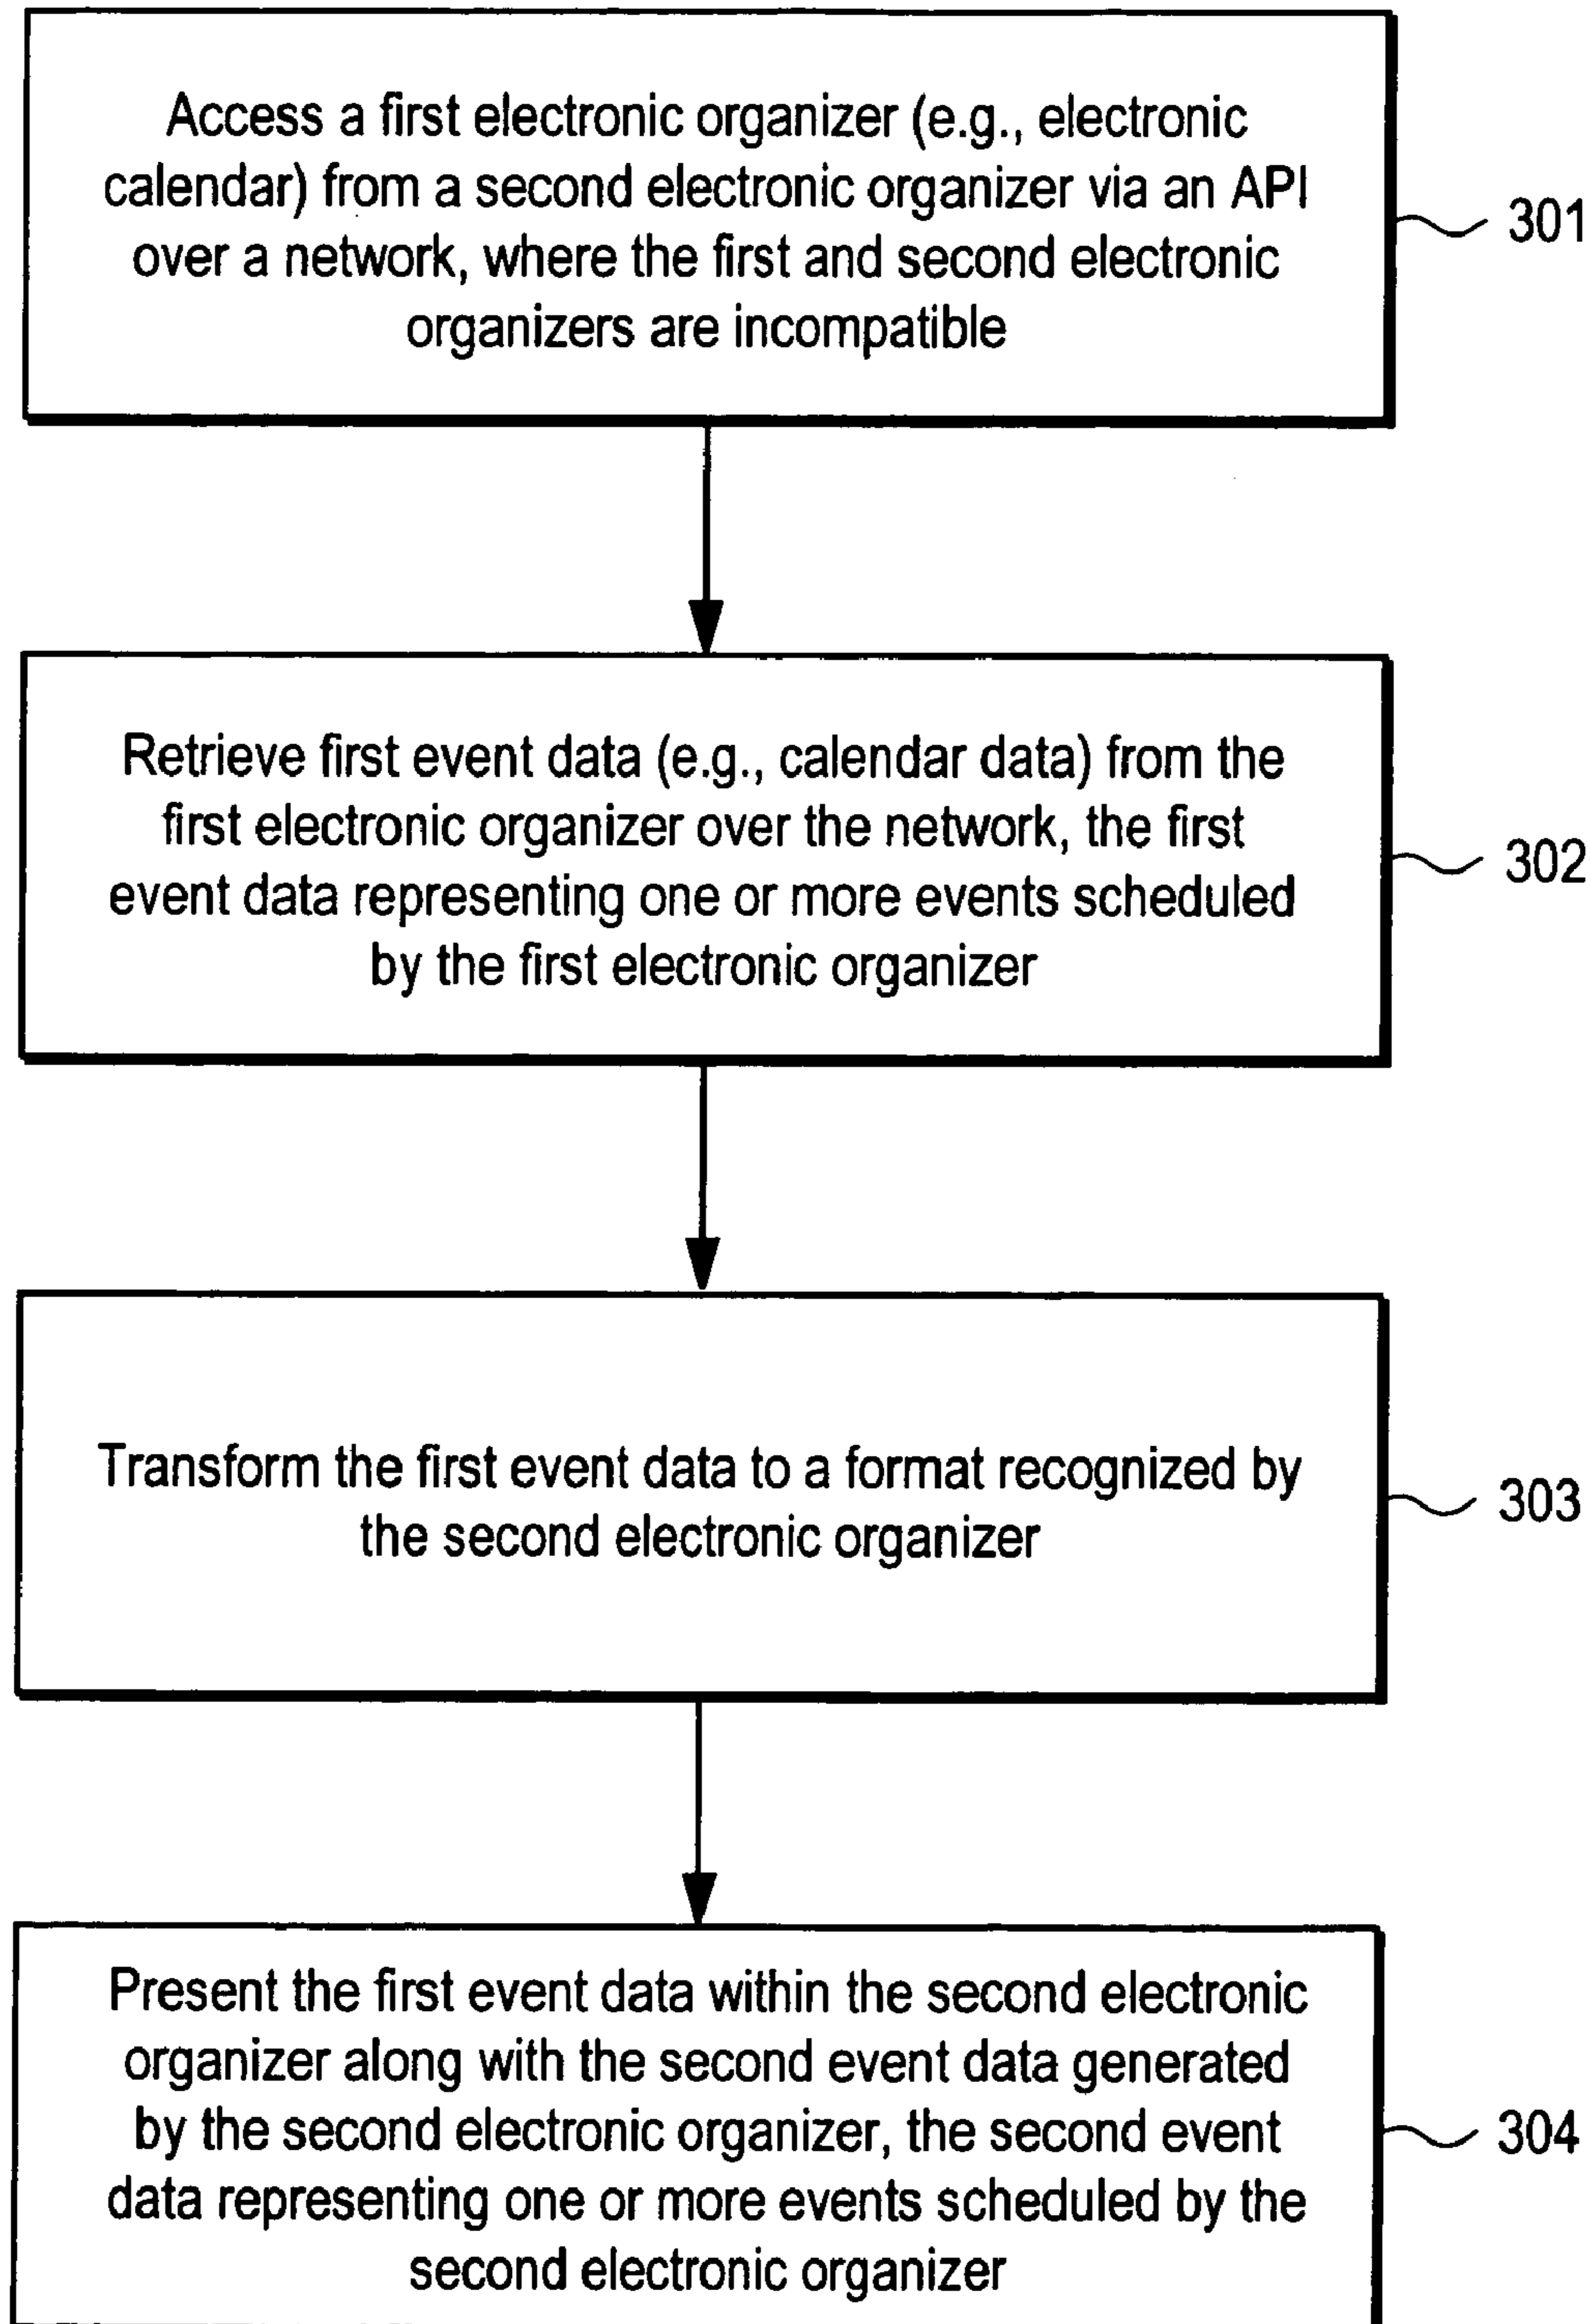 Access a first electronic organizer (e.g., electronic
calendar) from a second electronic organizer via an API
over a network, where the first and second electronic
organizers are incompatible
301
Retrieve first event data (e.g., calendar data) from the
first electronic organizer over the network, the first
event data representing one or more events scheduled
by the first electronic organizer
302
Transform the first event data to a format recognized by
the second electronic organizer
303
Present the first event data within the second electronic
organizer along with the second event data generated
by the second electronic organizer, the second event
data representing one or more events scheduled by the
second electronic organizer
304